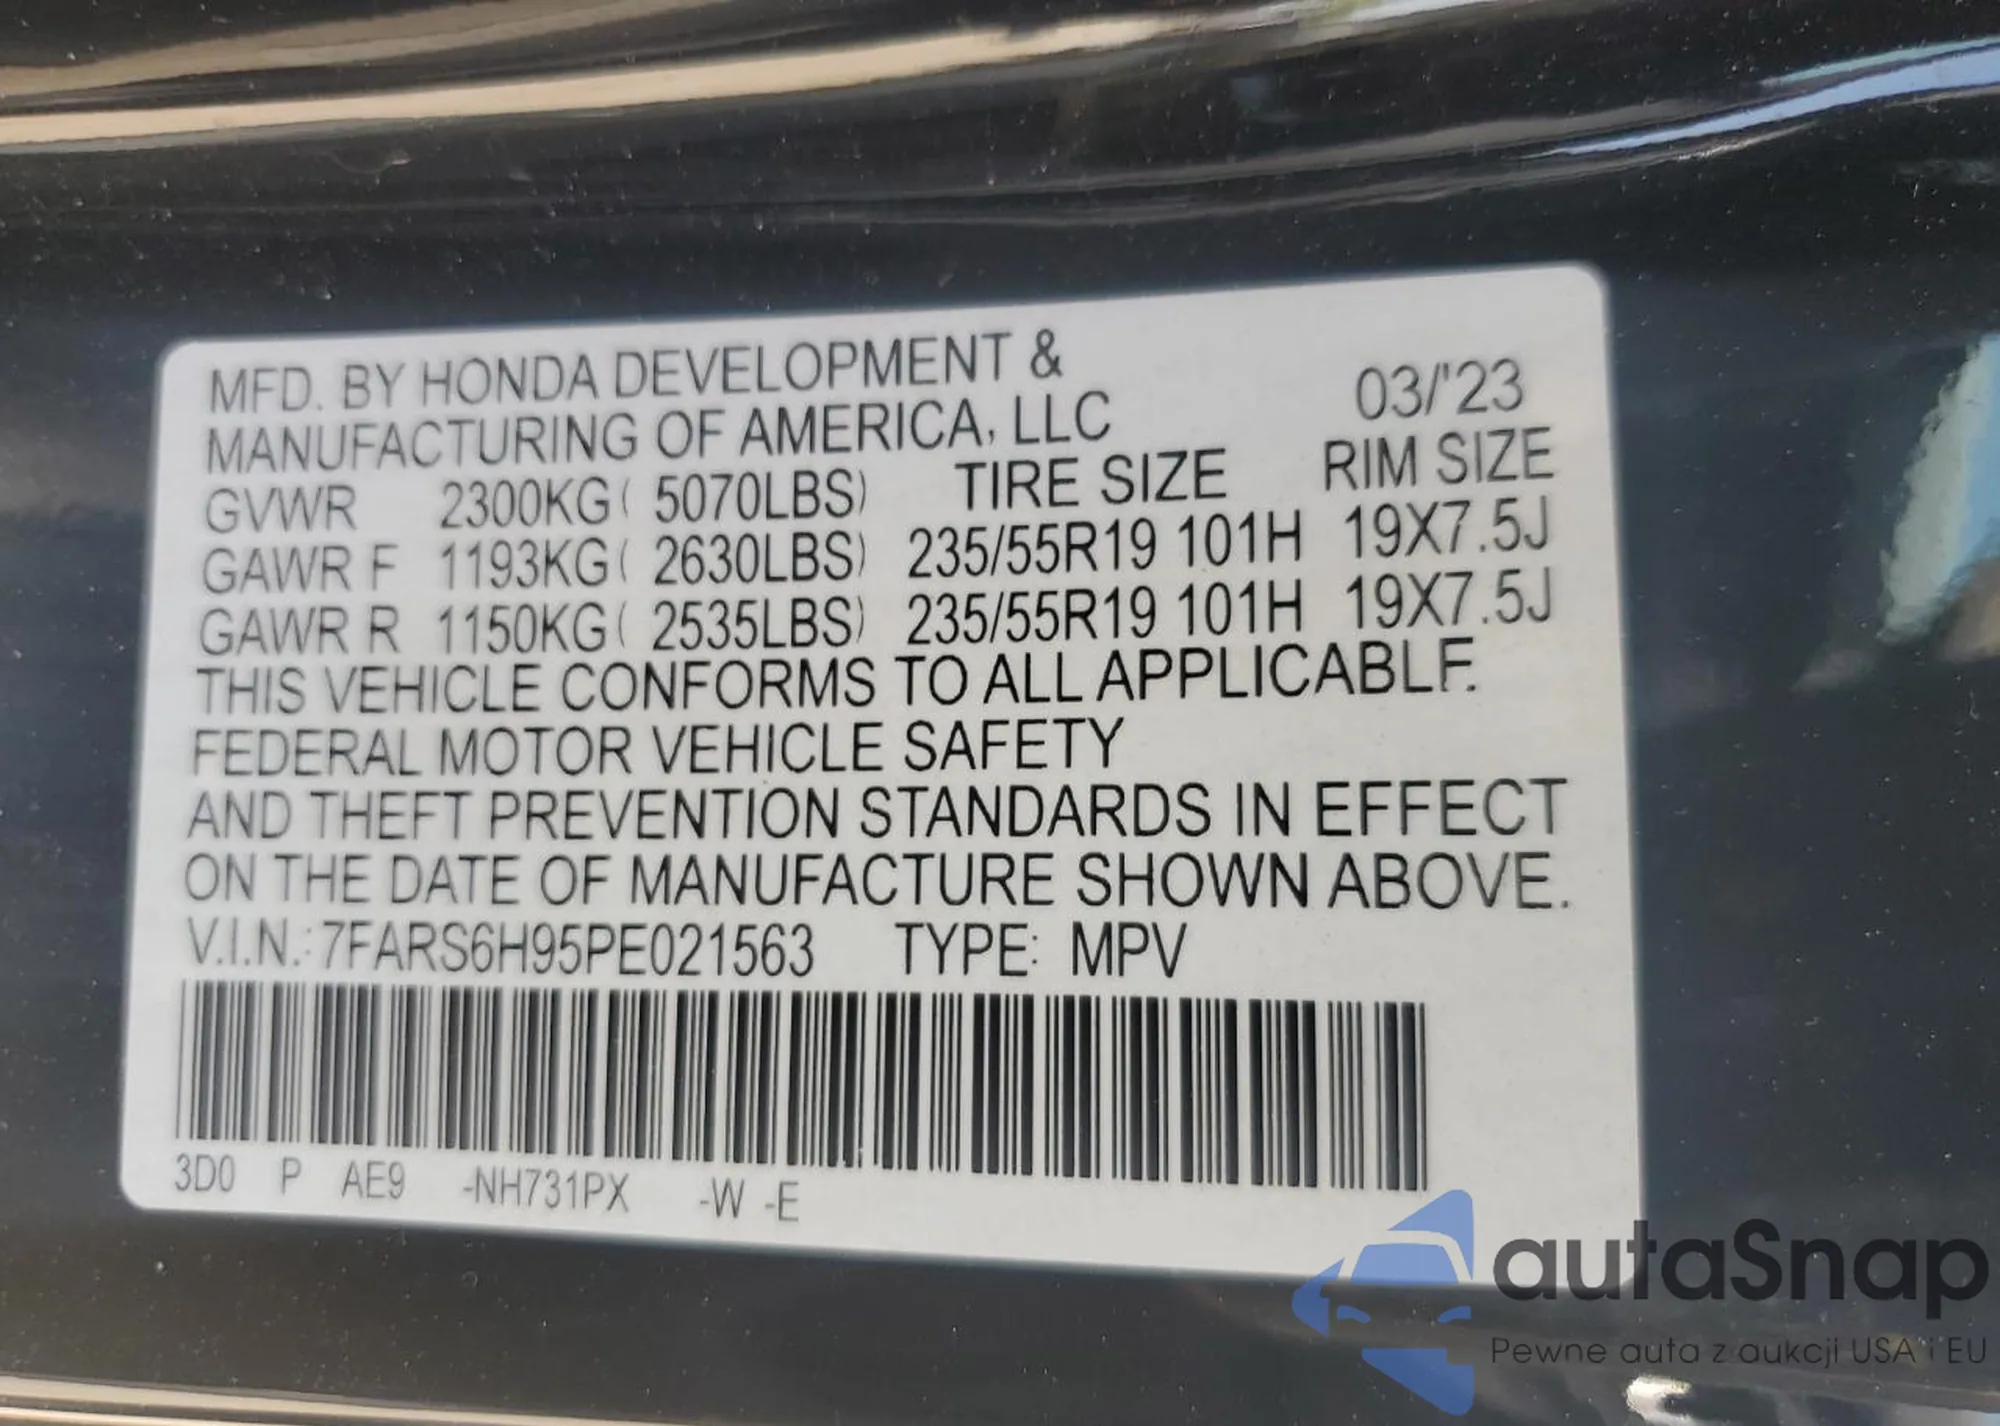 MFD. BY HONDA DEVELOPMENT &
MANUFACTURING OF AMERICA, LLC 03/'23
GVWR 2300KG( 5070LBS) TIRE SIZE RIM SIZE
GAWR F 1193KG( 2630LBS) 235/55R19 101H 19X7.5J
GAWR R 1150KG( 2535LBS) 235/55R19 101H 19X7.5J
THIS VEHICLE CONFORMS TO ALL APPLICABLE
FEDERAL MOTOR VEHICLE SAFETY
AND THEFT PREVENTION STANDARDS IN EFFECT
ON THE DATE OF MANUFACTURE SHOWN ABOVE.
V.I.N.: 7FARS6H95PE021563 TYPE: MPV
3D0 P AE9 -NH731PX -W -E
autaSnap
Pewne auta z aukcji USA i EU